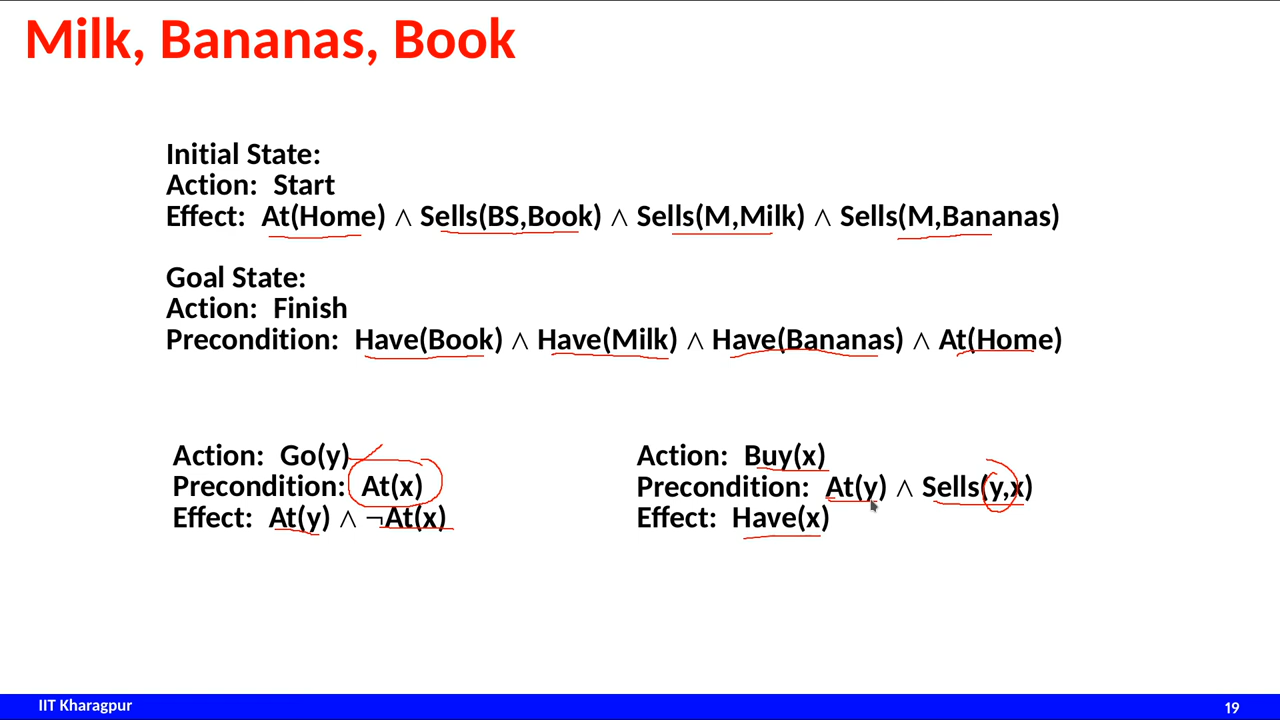 Milk, Bananas, Book
Initial State:
Action: Start
Effect: At(Home) ∧ Sells(BS,Book) ∧ Sells(M,Milk) ∧ Sells(M,Bananas)
Goal State:
Action: Finish
Precondition: Have(Book) ∧ Have(Milk) ∧ Have(Bananas) ∧ At(Home)
Action: Go(y)
Precondition: At(x)
Effect: At(y) ∧ ¬At(x)
Action: Buy(x)
Precondition: At(y) ∧ Sells(y,x)
Effect: Have(x)
IIT Kharagpur
19